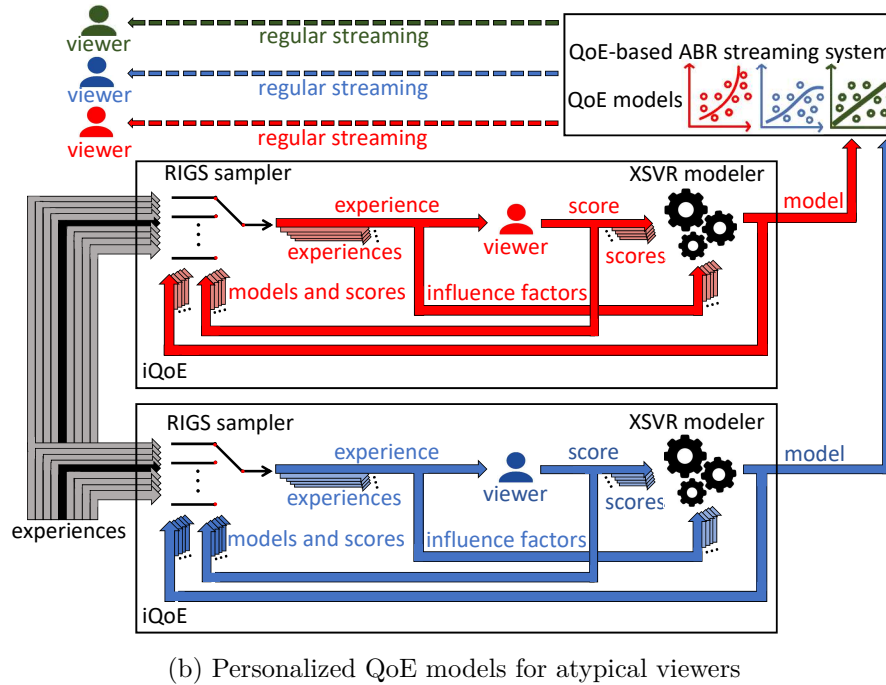 viewer
regular streaming
QoE-based ABR streaming system
viewer
regular streaming
QoE models
viewer
regular streaming
RIGS sampler
XSVR modeler
experience
score
model
experiences
viewer
scores
models and scores
influence factors
iQoE
RIGS sampler
XSVR modeler
experience
score
model
experiences
viewer
scores
experiences
models and scores
influence factors
iQoE
(b) Personalized QoE models for atypical viewers